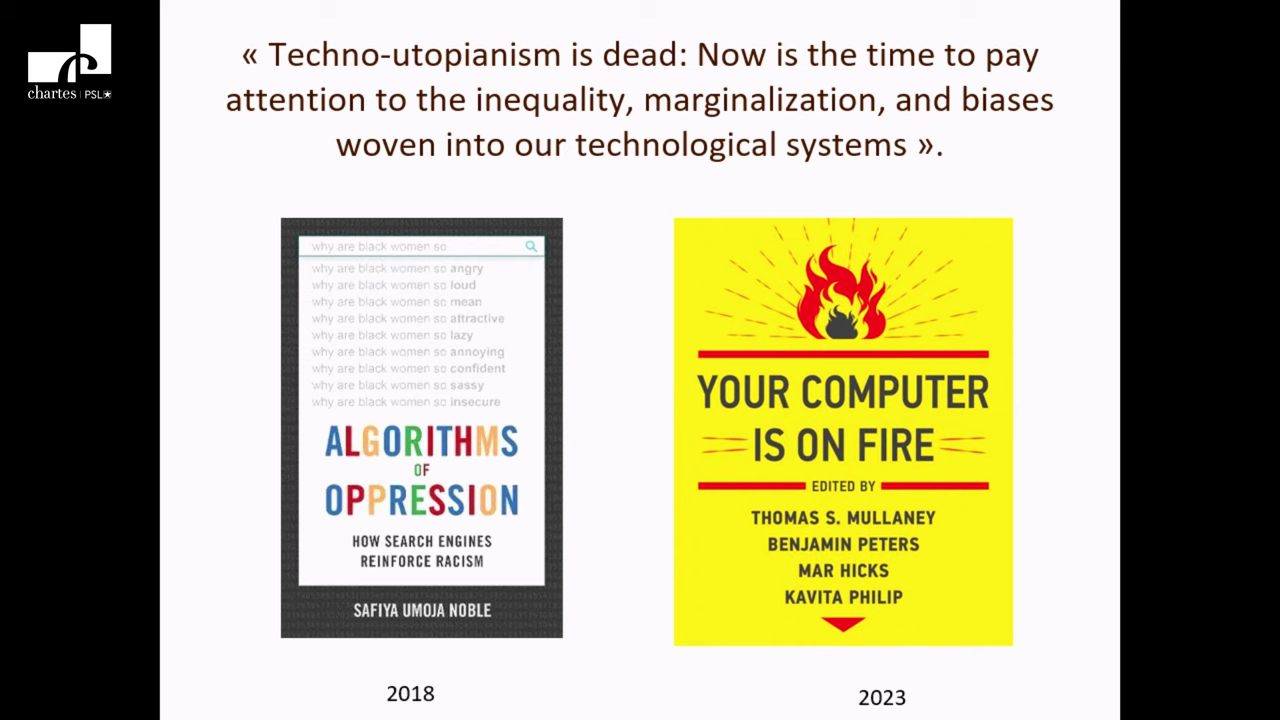 chartes | PSL★
« Techno-utopianism is dead: Now is the time to pay
attention to the inequality, marginalization, and biases
woven into our technological systems ».
why are black women so
why are black women so angry
why are black women so loud
why are black women so mean
why are black women so attractive
why are black women so lazy
why are black women so annoying
why are black women so confident
why are black women so sassy
why are black women so insecure
ALGORITHMS
OF
OPPRESSION
HOW SEARCH ENGINES
REINFORCE RACISM
SAFIYA UMOJA NOBLE
2018
YOUR COMPUTER
IS ON FIRE
EDITED BY
THOMAS S. MULLANEY
BENJAMIN PETERS
MAR HICKS
KAVITA PHILIP
2023